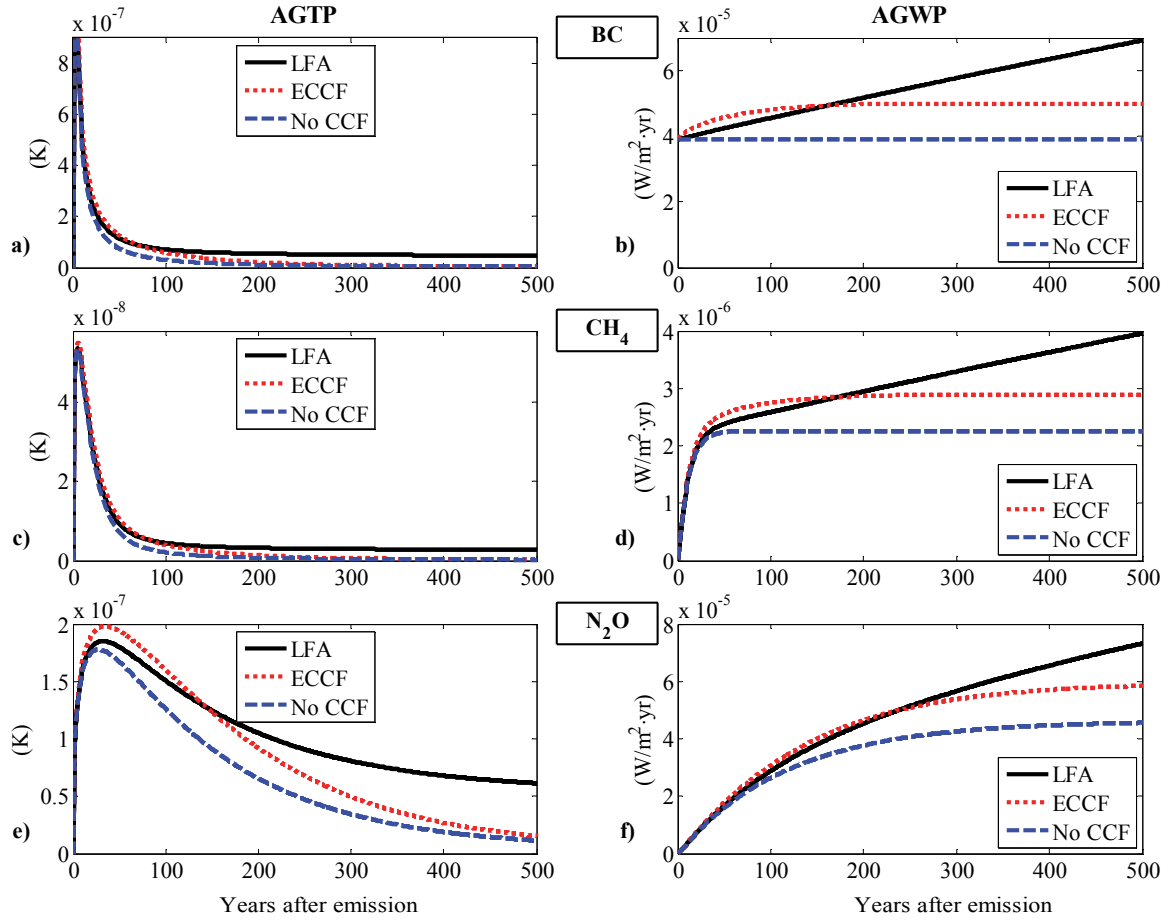 AGTP
BC
AGWP
x 10^-7
8
6
4
2
0
(K)
a)
LFA
ECCF
No CCF
0 100 200 300 400 500
x 10^-5
8
6
4
2
0
(W/m²·yr)
b)
LFA
ECCF
No CCF
0 100 200 300 400 500
CH₄
x 10^-8
4
2
0
(K)
c)
LFA
ECCF
No CCF
0 100 200 300 400 500
x 10^-6
4
3
2
1
0
(W/m²·yr)
d)
LFA
ECCF
No CCF
0 100 200 300 400 500
N₂O
x 10^-7
2
1.5
1
0.5
0
(K)
e)
LFA
ECCF
No CCF
0 100 200 300 400 500
Years after emission
x 10^-5
8
6
4
2
0
(W/m²·yr)
f)
LFA
ECCF
No CCF
0 100 200 300 400 500
Years after emission